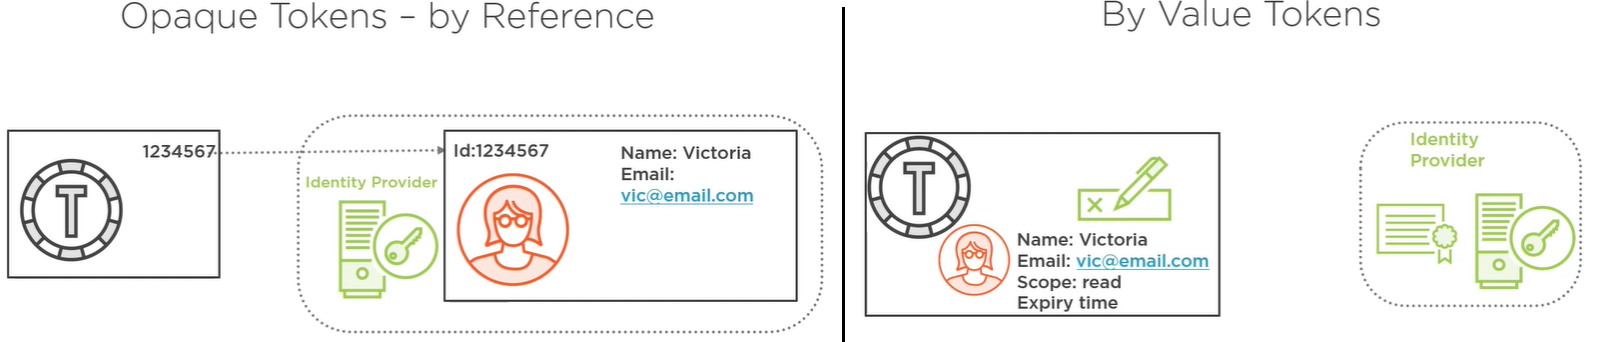 Opaque Tokens – by Reference
1234567
Identity Provider
Id:1234567
Name: Victoria
Email:
vic@email.com
By Value Tokens
T
Name: Victoria
Email: vic@email.com
Scope: read
Expiry time
Identity
Provider
T